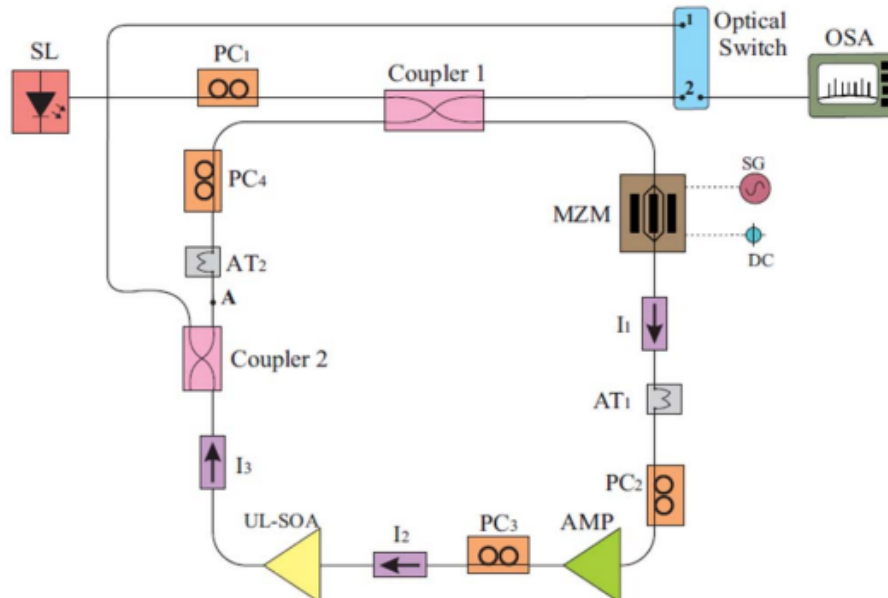 SL
PC1
Coupler 1
1
2
Optical
Switch
OSA
PC4
AT2
A
Coupler 2
MZM
SG
DC
I1
AT1
PC2
I3
UL-SOA
I2
PC3
AMP